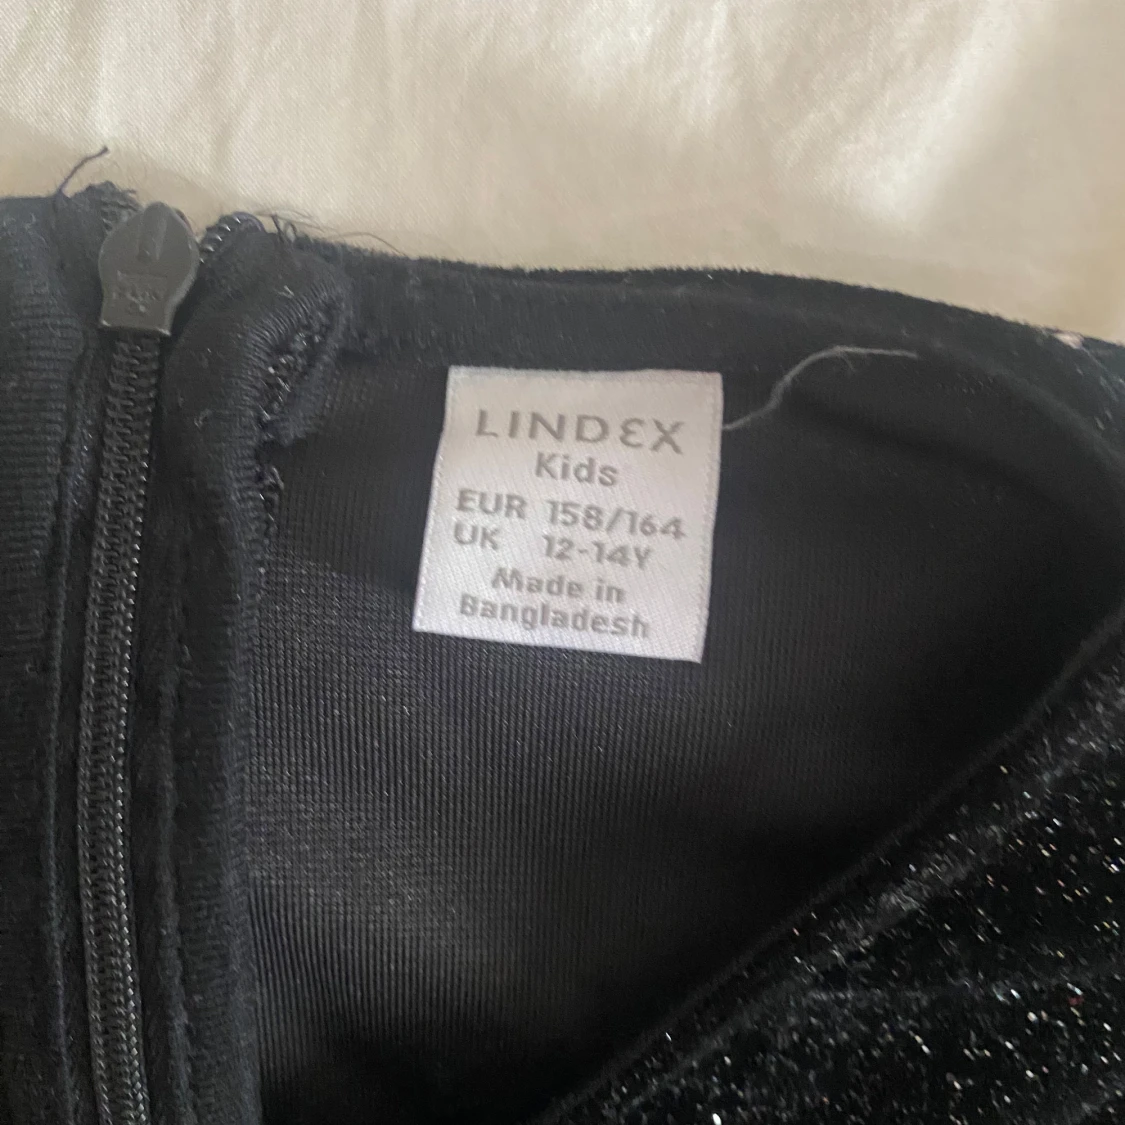 LINDEX
Kids
EUR 158/164
UK 12-14Y
Made in
Bangladesh